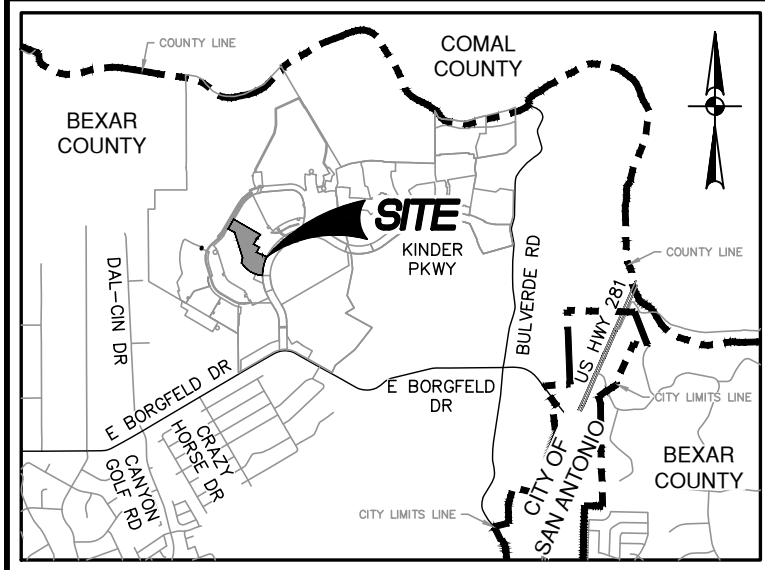 COUNTY LINE
COMAL
COUNTY
BEXAR
COUNTY
SITE
KINDER
PKWY
COUNTY LINE
DAL-CIN DR
BULVERDE RD
US HWY 281
E BORGFELD DR
E BORGFELD
DR
CITY LIMITS LINE
CRAZY
HORSE DR
CANYON
GOLF RD
CITY OF
SAN ANTONIO
BEXAR
COUNTY
CITY LIMITS LINE